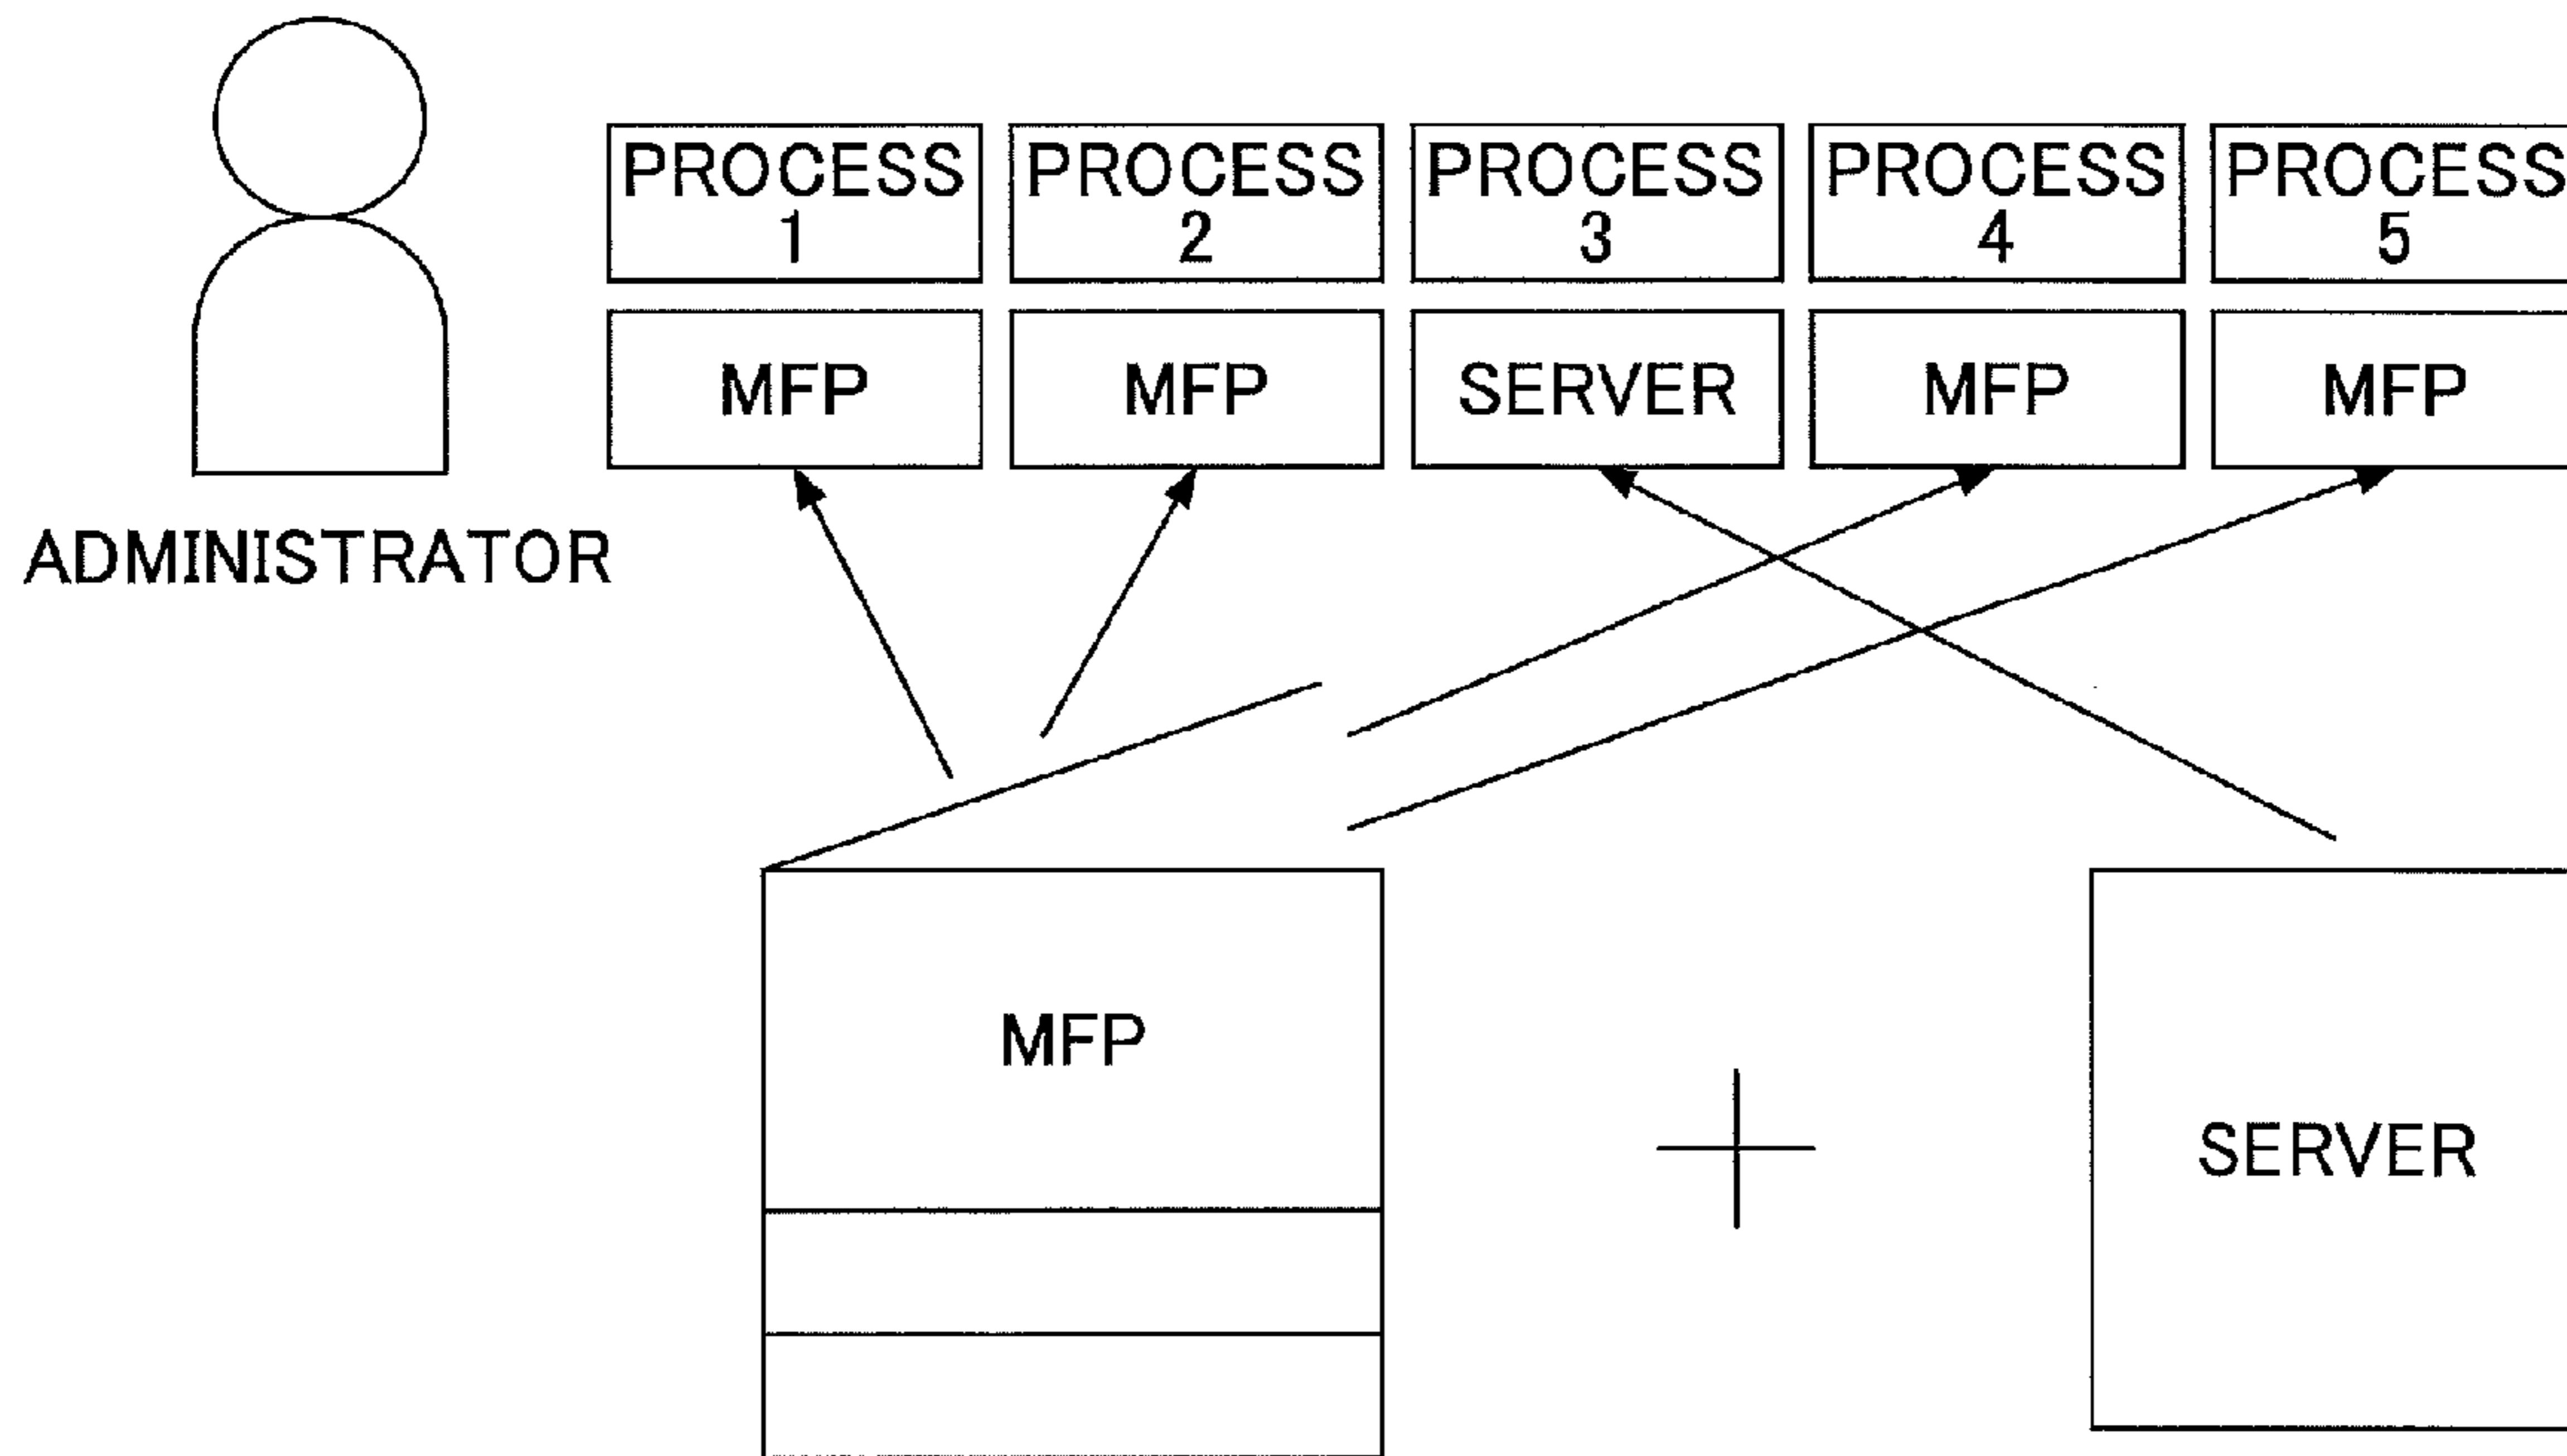 PROCESS
1
PROCESS
2
PROCESS
3
PROCESS
4
PROCESS
5
MFP
MFP
SERVER
MFP
MFP
ADMINISTRATOR
MFP
SERVER